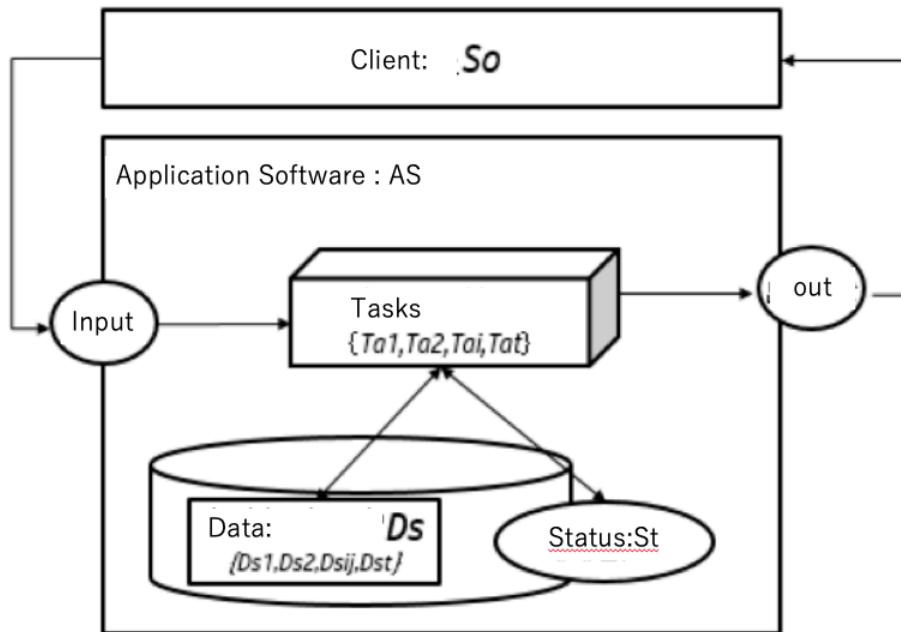 Client: So
Application Software : AS
Input
Tasks
{Ta1,Ta2,Tai,Tat}
out
Data: Ds
{Ds1,Ds2,Dsij,Dst}
Status:St